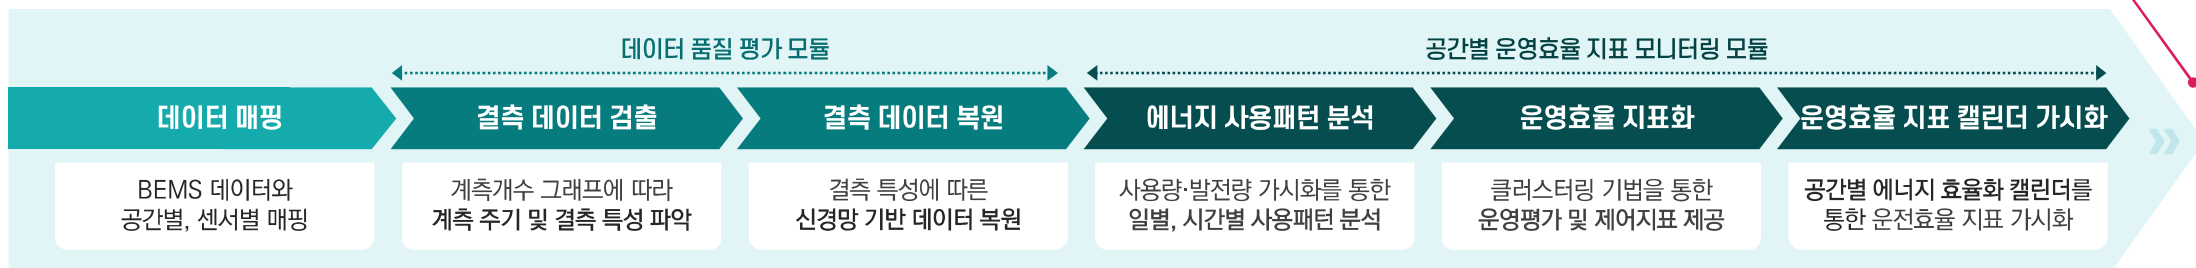 데이터 품질 평가 모듈
공간별 운영효율 지표 모니터링 모듈
데이터 매핑
결측 데이터 검출
결측 데이터 복원
에너지 사용패턴 분석
운영효율 지표화
운영효율 지표 캘린더 가시화
BEMS 데이터와
공간별, 센서별 매핑
계측개수 그래프에 따라
계측 주기 및 결측 특성 파악
결측 특성에 따른
신경망 기반 데이터 복원
사용량·발전량 가시화를 통한
일별, 시간별 사용패턴 분석
클러스터링 기법을 통한
운영평가 및 제어지표 제공
공간별 에너지 효율화 캘린더를
통한 운전효율 지표 가시화